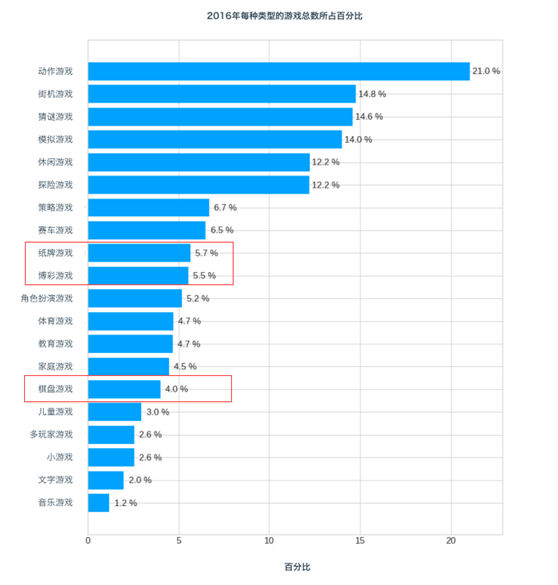 2016年每种类型的游戏总数所占百分比
动作游戏 21.0 %
街机游戏 14.8 %
猜谜游戏 14.6 %
模拟游戏 14.0 %
休闲游戏 12.2 %
探险游戏 12.2 %
策略游戏 6.7 %
赛车游戏 6.5 %
纸牌游戏 5.7 %
博彩游戏 5.5 %
角色扮演游戏 5.2 %
体育游戏 4.7 %
教育游戏 4.7 %
家庭游戏 4.5 %
棋盘游戏 4.0 %
儿童游戏 3.0 %
多玩家游戏 2.6 %
小游戏 2.6 %
文字游戏 2.0 %
音乐游戏 1.2 %
0 5 10 15 20
百分比